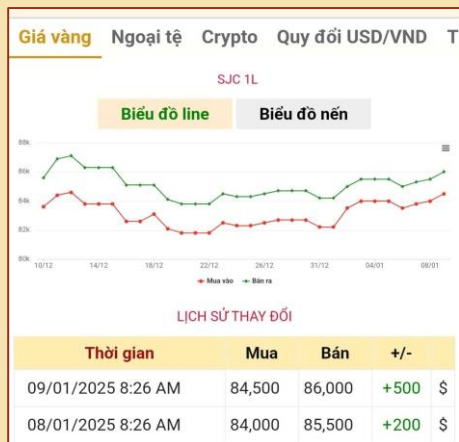 Giá vàng Ngoại tệ Crypto Quy đổi USD/VND T
SJC 1L
Biểu đồ line Biểu đồ nến
88k
86k
84k
82k
80k
10/12 14/12 18/12 22/12 26/12 31/12 04/01 08/01
Mua vào Bán ra
LỊCH SỬ THAY ĐỔI
Thời gian Mua Bán +/-
09/01/2025 8:26 AM 84,500 86,000 +500 $
08/01/2025 8:26 AM 84,000 85,500 +200 $